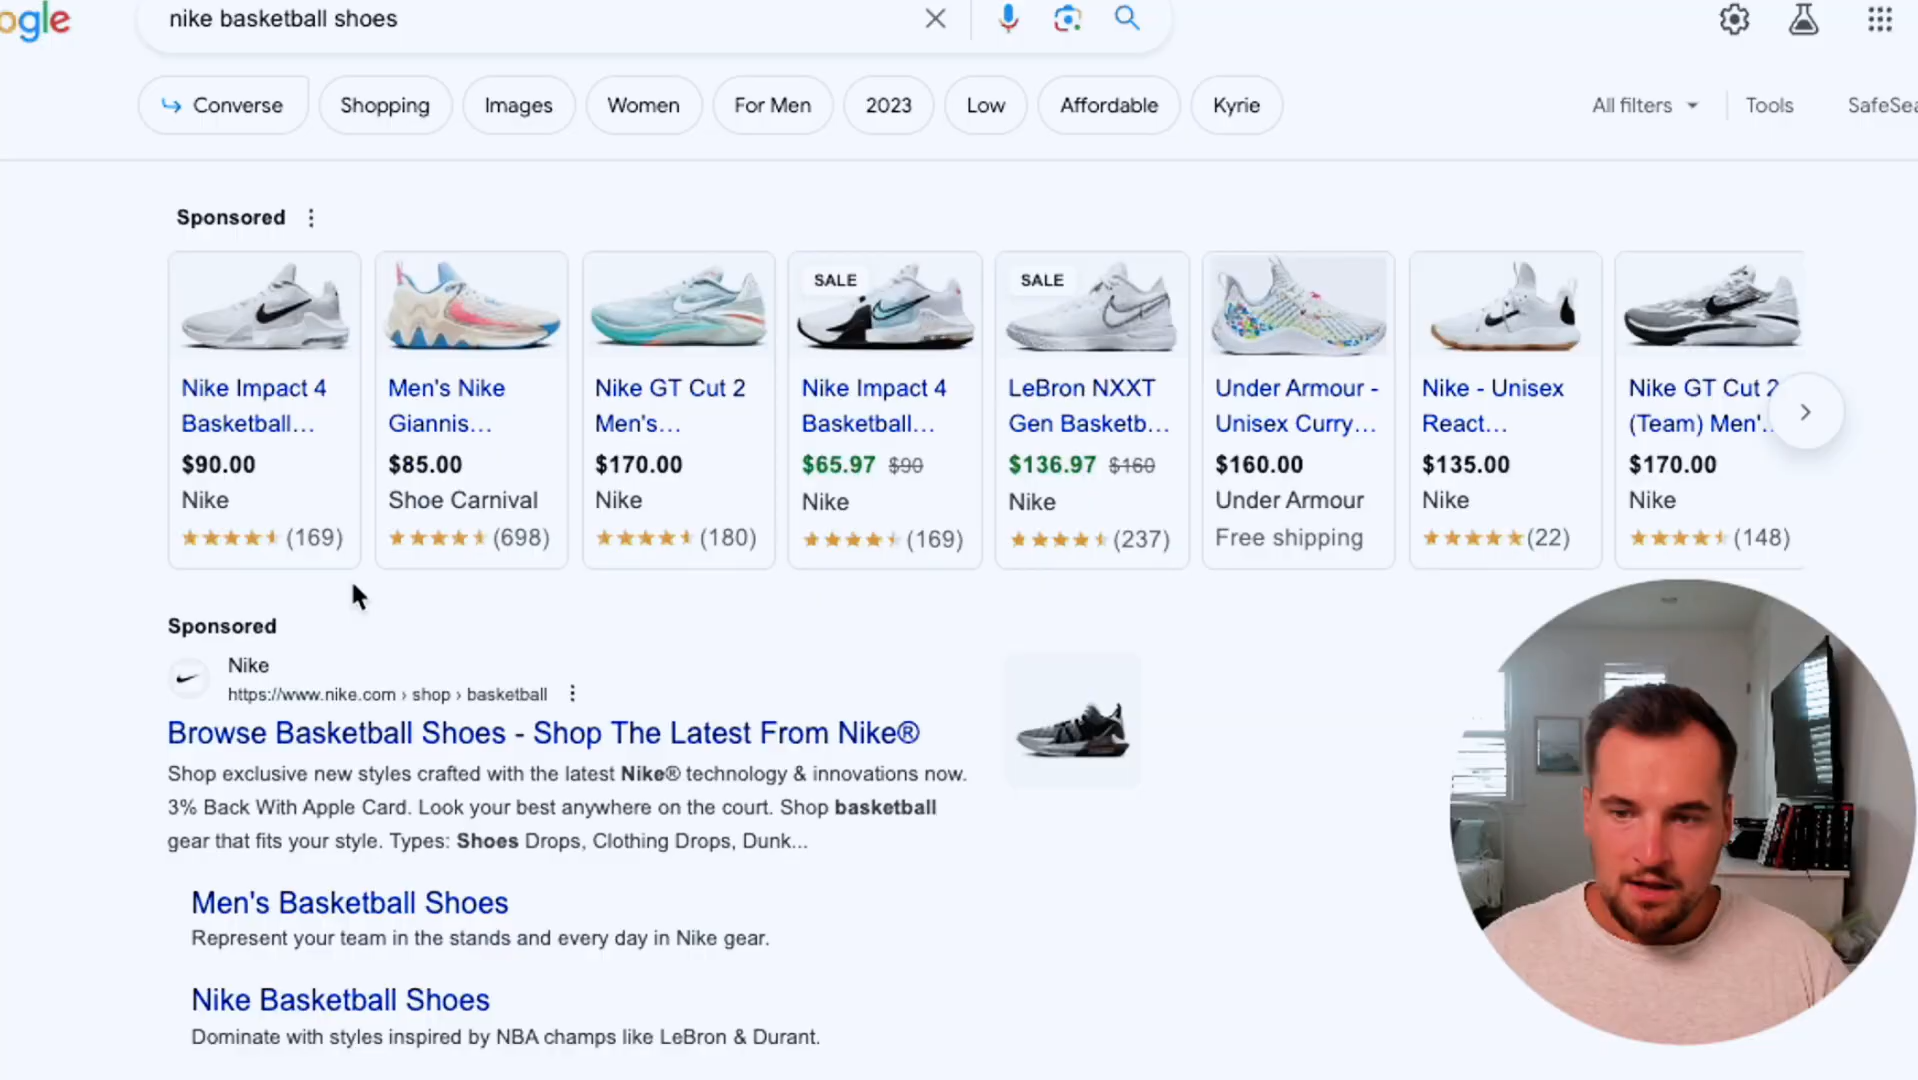 ogle
nike basketball shoes
Converse
Shopping
Images
Women
For Men
2023
Low
Affordable
Kyrie
All filters
Tools
SafeSea
Sponsored
Nike Impact 4
Basketball...
$90.00
Nike
(169)
Men's Nike
Giannis...
$85.00
Shoe Carnival
(698)
Nike GT Cut 2
Men's...
$170.00
Nike
(180)
SALE
Nike Impact 4
Basketball...
$65.97 $90
Nike
(169)
SALE
LeBron NXXT
Gen Basketb...
$136.97 $160
Nike
(237)
Under Armour -
Unisex Curry...
$160.00
Under Armour
Free shipping
Nike - Unisex
React...
$135.00
Nike
(22)
Nike GT Cut 2
(Team) Men'...
$170.00
Nike
(148)
Sponsored
Nike
https://www.nike.com › shop › basketball
Browse Basketball Shoes - Shop The Latest From Nike®
Shop exclusive new styles crafted with the latest Nike® technology & innovations now.
3% Back With Apple Card. Look your best anywhere on the court. Shop basketball
gear that fits your style. Types: Shoes Drops, Clothing Drops, Dunk...
Men's Basketball Shoes
Represent your team in the stands and every day in Nike gear.
Nike Basketball Shoes
Dominate with styles inspired by NBA champs like LeBron & Durant.